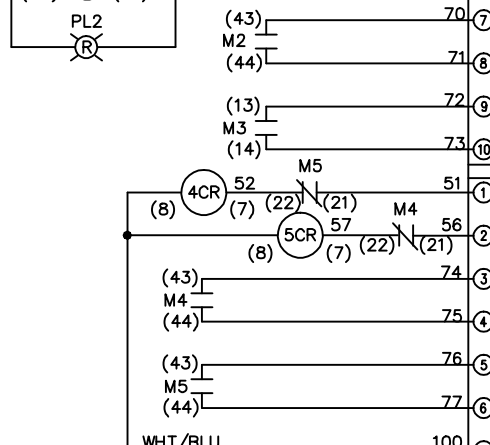 PL2
R
(43) 70 7
M2
(44) 71 8
(13) 72 9
M3
(14) 73 10
M5
4CR 52 51 1
(8) (7) (22) (21)
M4
5CR 57 56 2
(8) (7) (22) (21)
(43) 74 3
M4
(44) 75 4
(43) 76 5
M5
(44) 77 6
WHT/BLU 100